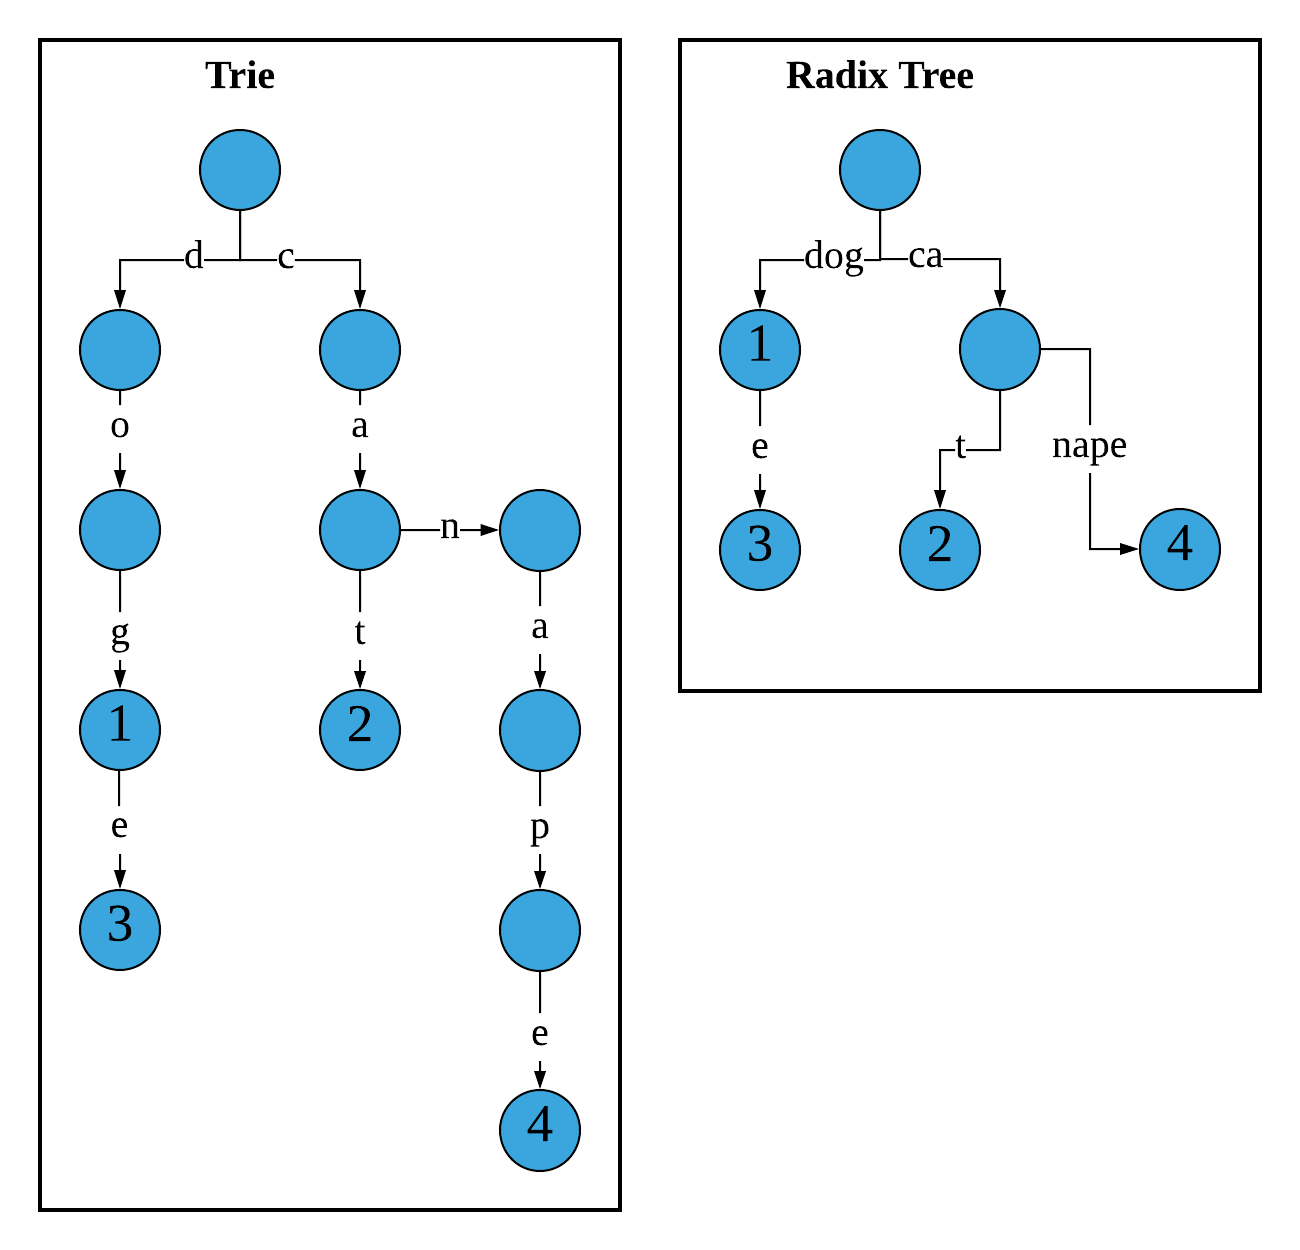 Trie
d c
o a
n
g t a
1 2
e p
3
e
4
Radix Tree
dog ca
1
e t nape
3 2 4